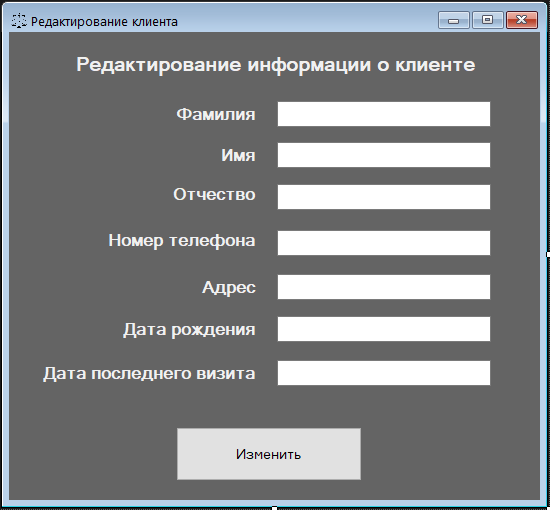 Редактирование клиента
Редактирование информации о клиенте
Фамилия
Имя
Отчество
Номер телефона
Адрес
Дата рождения
Дата последнего визита
Изменить